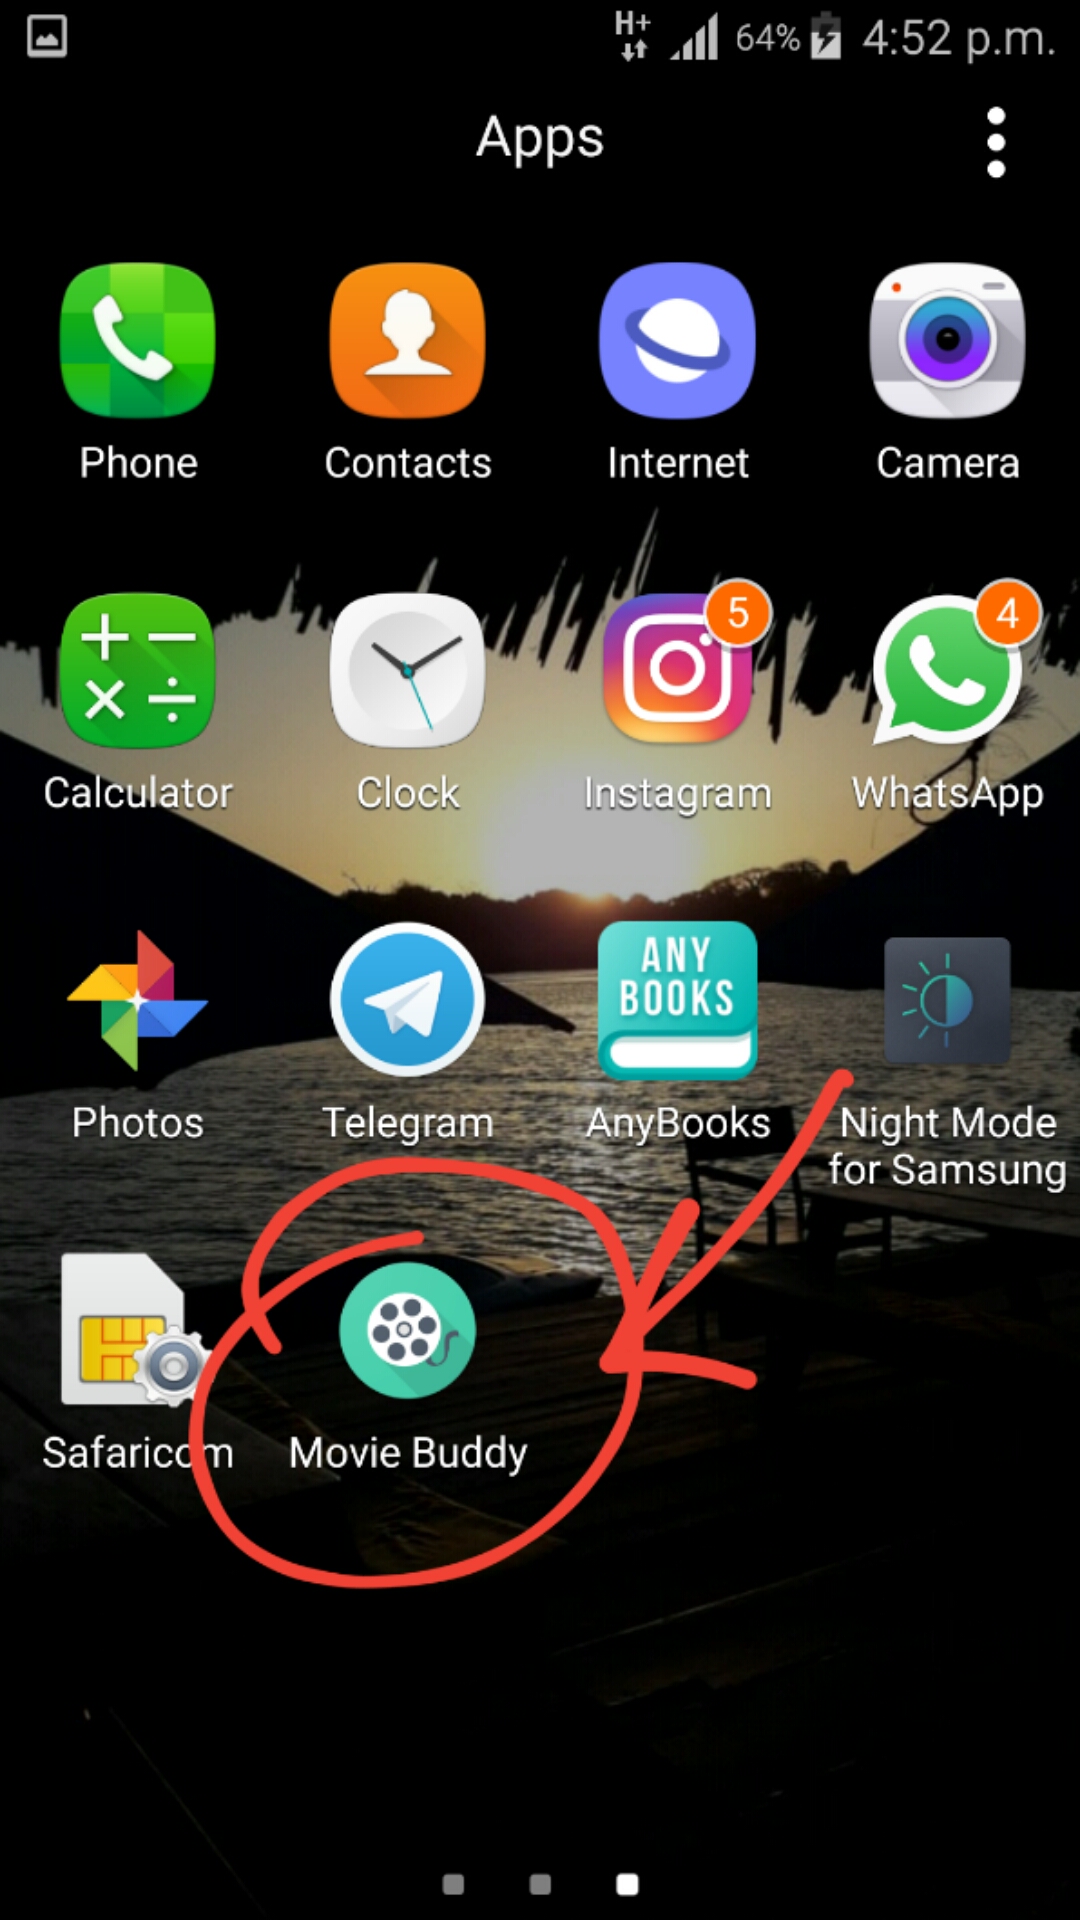 H+ 64% 4:52 p.m.
Apps
Phone Contacts Internet Camera
5 4
Calculator Clock Instagram WhatsApp
ANY
BOOKS
Photos Telegram AnyBooks Night Mode
for Samsung
Safaricom Movie Buddy